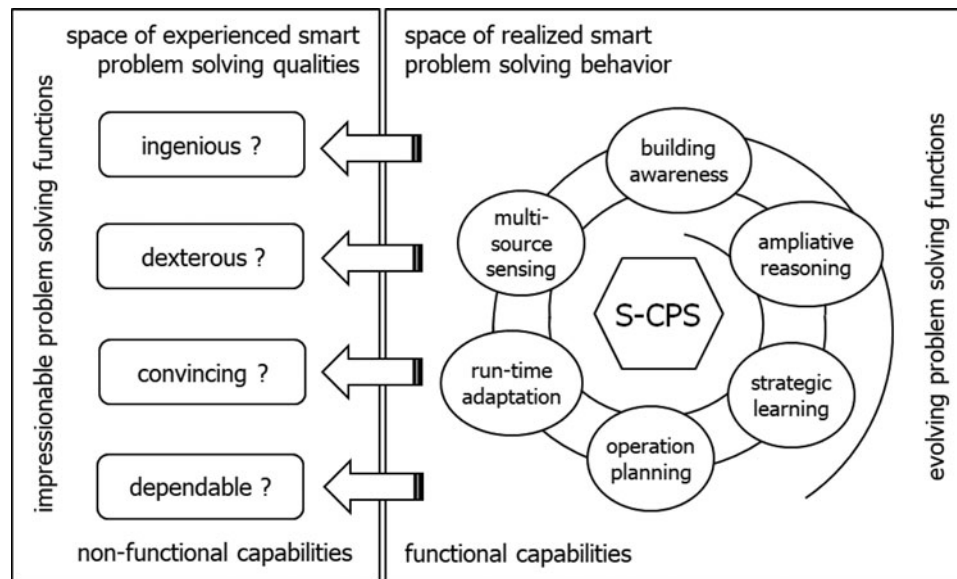 space of experienced smart
problem solving qualities
impressionable problem solving functions
ingenious ?
dexterous ?
convincing ?
dependable ?
non-functional capabilities
space of realized smart
problem solving behavior
building
awareness
multi-
source
sensing
ampliative
reasoning
S-CPS
run-time
adaptation
strategic
learning
operation
planning
evolving problem solving functions
functional capabilities